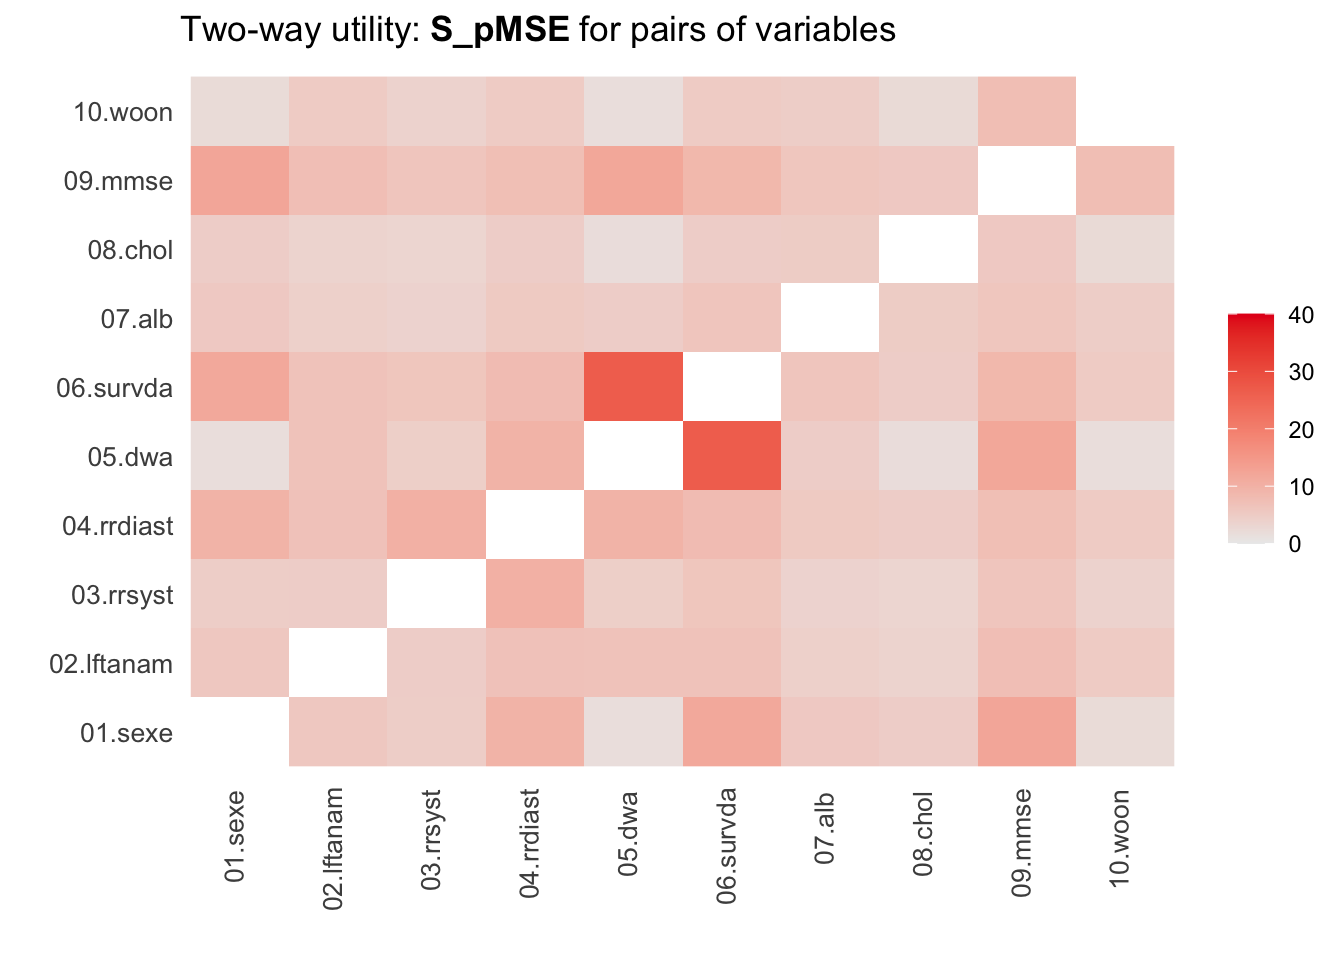 Two-way utility: S_pMSE for pairs of variables
10.woon
09.mmse
08.chol
07.alb
06.survda
05.dwa
04.rrdiast
03.rrsyst
02.lftanam
01.sexe
01.sexe
02.lftanam
03.rrsyst
04.rrdiast
05.dwa
06.survda
07.alb
08.chol
09.mmse
10.woon
40
30
20
10
0